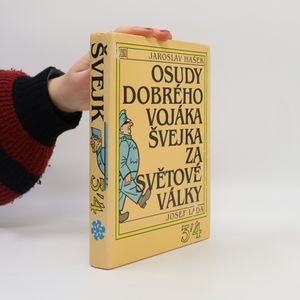 JAROSLAV HAŠEK
OSUDY
DOBRÉHO
VOJÁKA
ŠVEJKA
ZA
SVĚTOVÉ
VÁLKY
JOSEF LADA
3/4
ŠVEJK
3/4